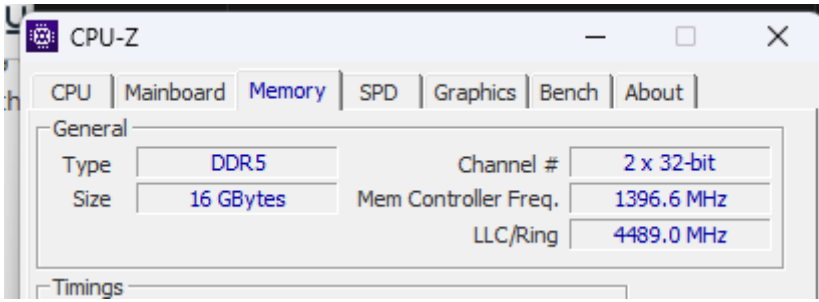 CPU-Z
CPU Mainboard Memory SPD Graphics Bench About
General
Type DDR5 Channel # 2 x 32-bit
Size 16 GBytes Mem Controller Freq. 1396.6 MHz
LLC/Ring 4489.0 MHz
Timings